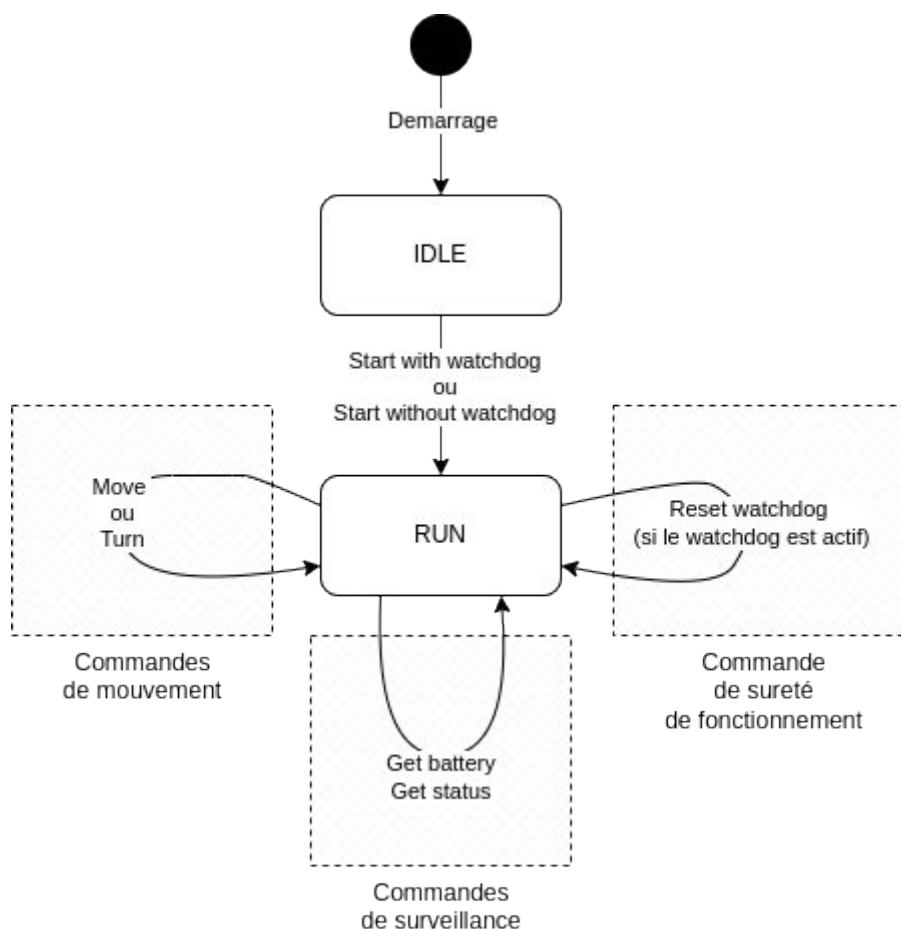 Demarrage
IDLE
Start with watchdog
ou
Start without watchdog
Move
ou
Turn
RUN
Reset watchdog
(si le watchdog est actif)
Commandes
de mouvement
Commande
de sureté
de fonctionnement
Get battery
Get status
Commandes
de surveillance